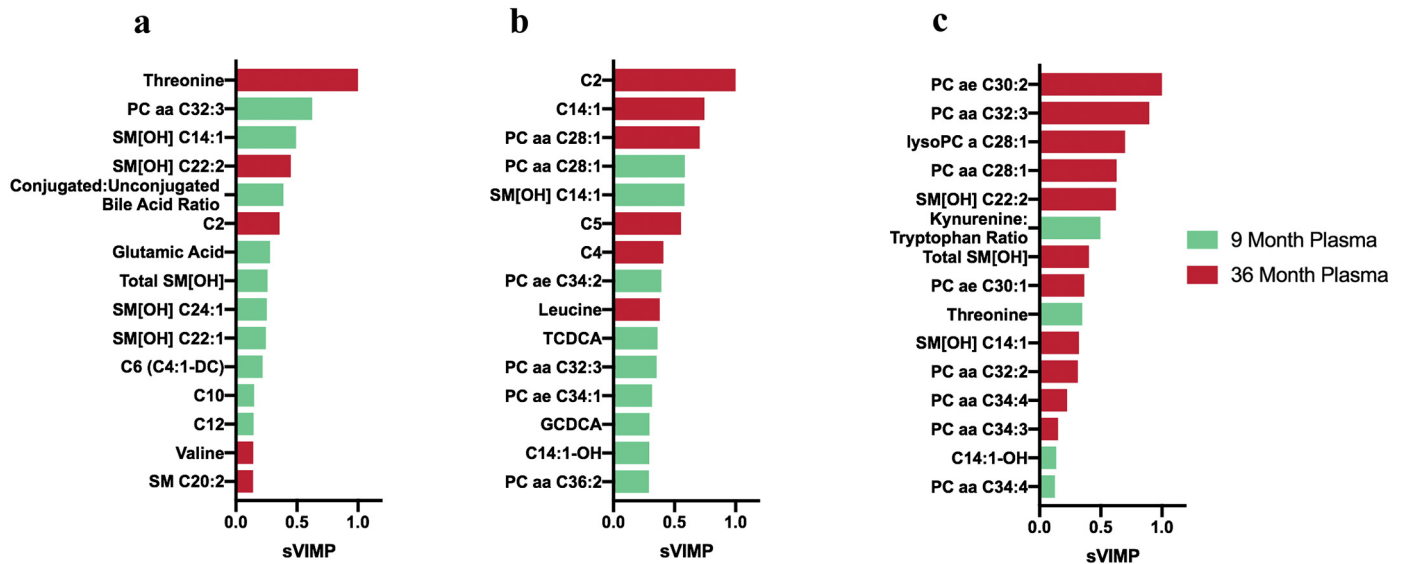 a
Threonine
PC aa C32:3
SM[OH] C14:1
SM[OH] C22:2
Conjugated:Unconjugated
Bile Acid Ratio
C2
Glutamic Acid
Total SM[OH]
SM[OH] C24:1
SM[OH] C22:1
C6 (C4:1-DC)
C10
C12
Valine
SM C20:2
0.0 0.5 1.0
sVIMP
b
C2
C14:1
PC aa C28:1
PC aa C28:1
SM[OH] C14:1
C5
C4
PC ae C34:2
Leucine
TCDCA
PC aa C32:3
PC ae C34:1
GCDCA
C14:1-OH
PC aa C36:2
0.0 0.5 1.0
sVIMP
c
PC ae C30:2
PC aa C32:3
lysoPC a C28:1
PC aa C28:1
SM[OH] C22:2
Kynurenine:
Tryptophan Ratio
Total SM[OH]
PC ae C30:1
Threonine
SM[OH] C14:1
PC aa C32:2
PC aa C34:4
PC aa C34:3
C14:1-OH
PC aa C34:4
0.0 0.5 1.0
sVIMP
9 Month Plasma
36 Month Plasma